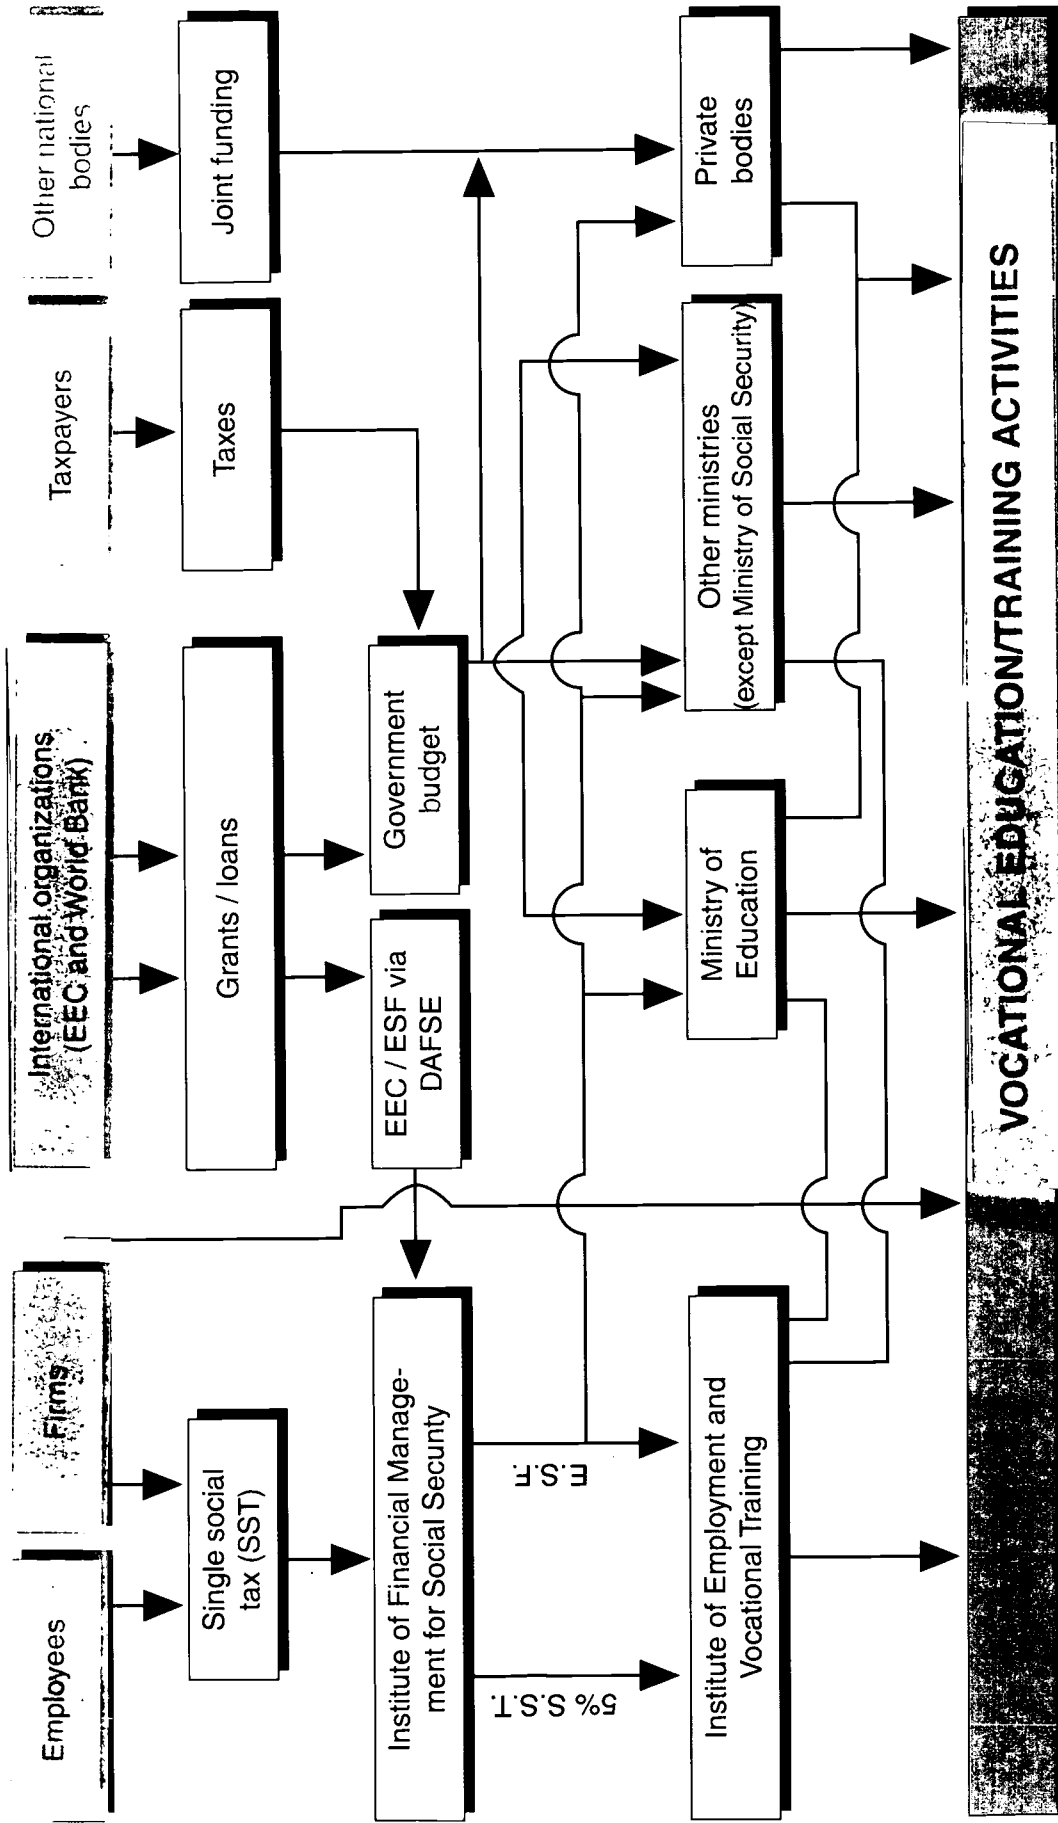 Employees
Firms
International organizations
(EEC and World Bank)
Taxpayers
Other national
bodies
Single social
tax (SST)
Grants / loans
Taxes
Joint funding
Institute of Financial Manage-
ment for Social Security
EEC / ESF via
DAFSE
Government
budget
5% S.S.T.
E.S.F.
Institute of Employment and
Vocational Training
Ministry of
Education
Other ministries
(except Ministry of Social Security)
Private
bodies
VOCATIONAL EDUCATION/TRAINING ACTIVITIES